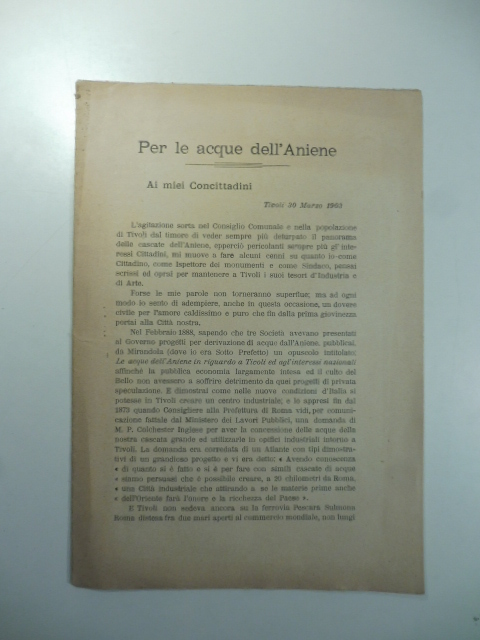 Per le acque dell'Aniene
Ai miei Concittadini
Tivoli 30 Marzo 1903
L'agitazione sorta nel Consiglio Comunale e nella popolazione
di Tivoli dal timore di veder sempre più deturpato il panorama
delle cascate dell'Aniene, epperciò pericolanti sempre più gl'inte-
ressi Cittadini, mi muove a fare alcuni cenni su quanto io come
Cittadino, come Ispettore dei monumenti e come Sindaco, pensai
scrissi ed oprai per mantenere a Tivoli i suoi tesori d'Industria e
di Arte.
Forse le mie parole non torneranno superflue, ma ad ogni
modo io sento di adempiere, anche in questa occasione, un dovere
civile per l'amore caldissimo e puro che fin dalla prima giovinezza
portai alla Città nostra.
Nel Febbraio 1888, sapendo che tre Società avevano presentati
al Governo progetti per derivazione di acque dall'Aniene, pubblicai,
da Mirandola (dove io era Sotto Prefetto) un opuscolo intitolato:
Le acque dell'Aniene in riguardo a Tivoli ed agl'interessi nazionali
affinchè la pubblica economia largamente intesa ed il culto del
Bello non avessero a soffrire detrimento da quei progetti di privata
speculazione. E dimostrai come nelle nuove condizioni d'Italia si
potesse in Tivoli creare un centro industriale; e lo appresi fin dal
1873 quando Consigliere alla Prefettura di Roma vidi, per comuni-
cazione fattale dal Ministero dei Lavori Pubblici, una domanda di
M. P. Colchester Inglese per aver la concessione delle acque della
nostra cascata grande ed utilizzarle in opifici industriali intorno a
Tivoli. La domanda era corredata di un Atlante con tipi dimostra-
tivi di un grandioso progetto e vi era detto: « Avendo conoscenza
« di quanto si è fatto e si è per fare con simili cascate di acque
« siamo persuasi che è possibile creare, a 29 chilometri da Roma,
« una Città industriale che attirando a se le materie prime anche
« dell'Oriente farà l'onore e la ricchezza del Paese ».
E Tivoli non sedeva ancora su la ferrovia Pescara Sulmona
Roma distesa fra due mari aperti al commercio mondiale, non lungi